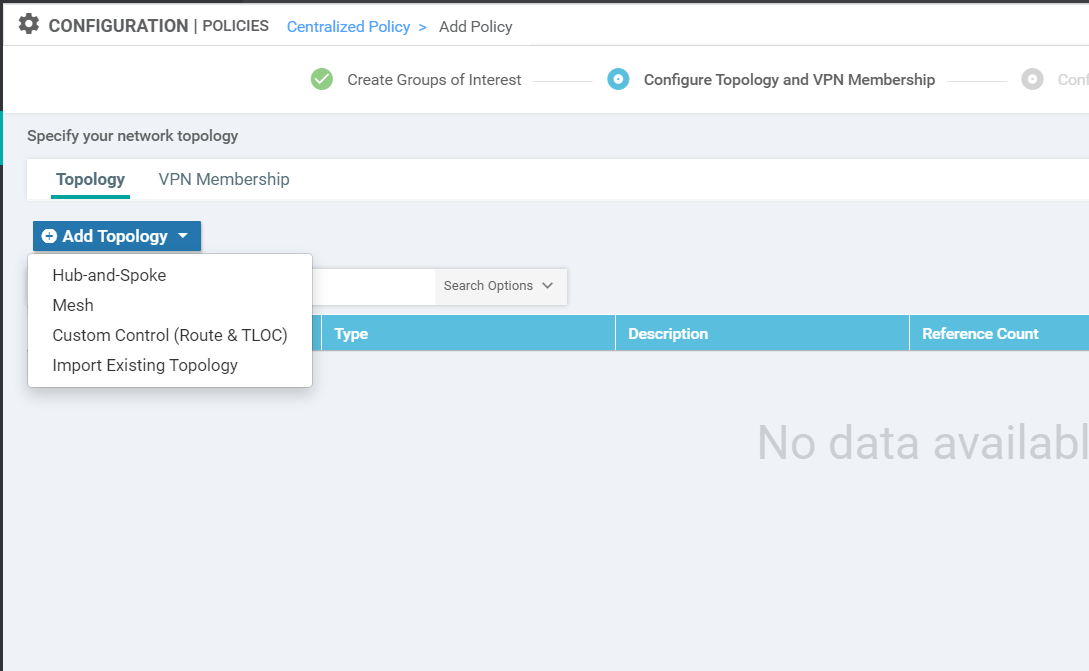 CONFIGURATION | POLICIES Centralized Policy > Add Policy
Create Groups of Interest Configure Topology and VPN Membership Conf
Specify your network topology
Topology VPN Membership
Add Topology
Hub-and-Spoke
Mesh
Custom Control (Route & TLOC)
Import Existing Topology
Search Options
Type Description Reference Count
No data availabl